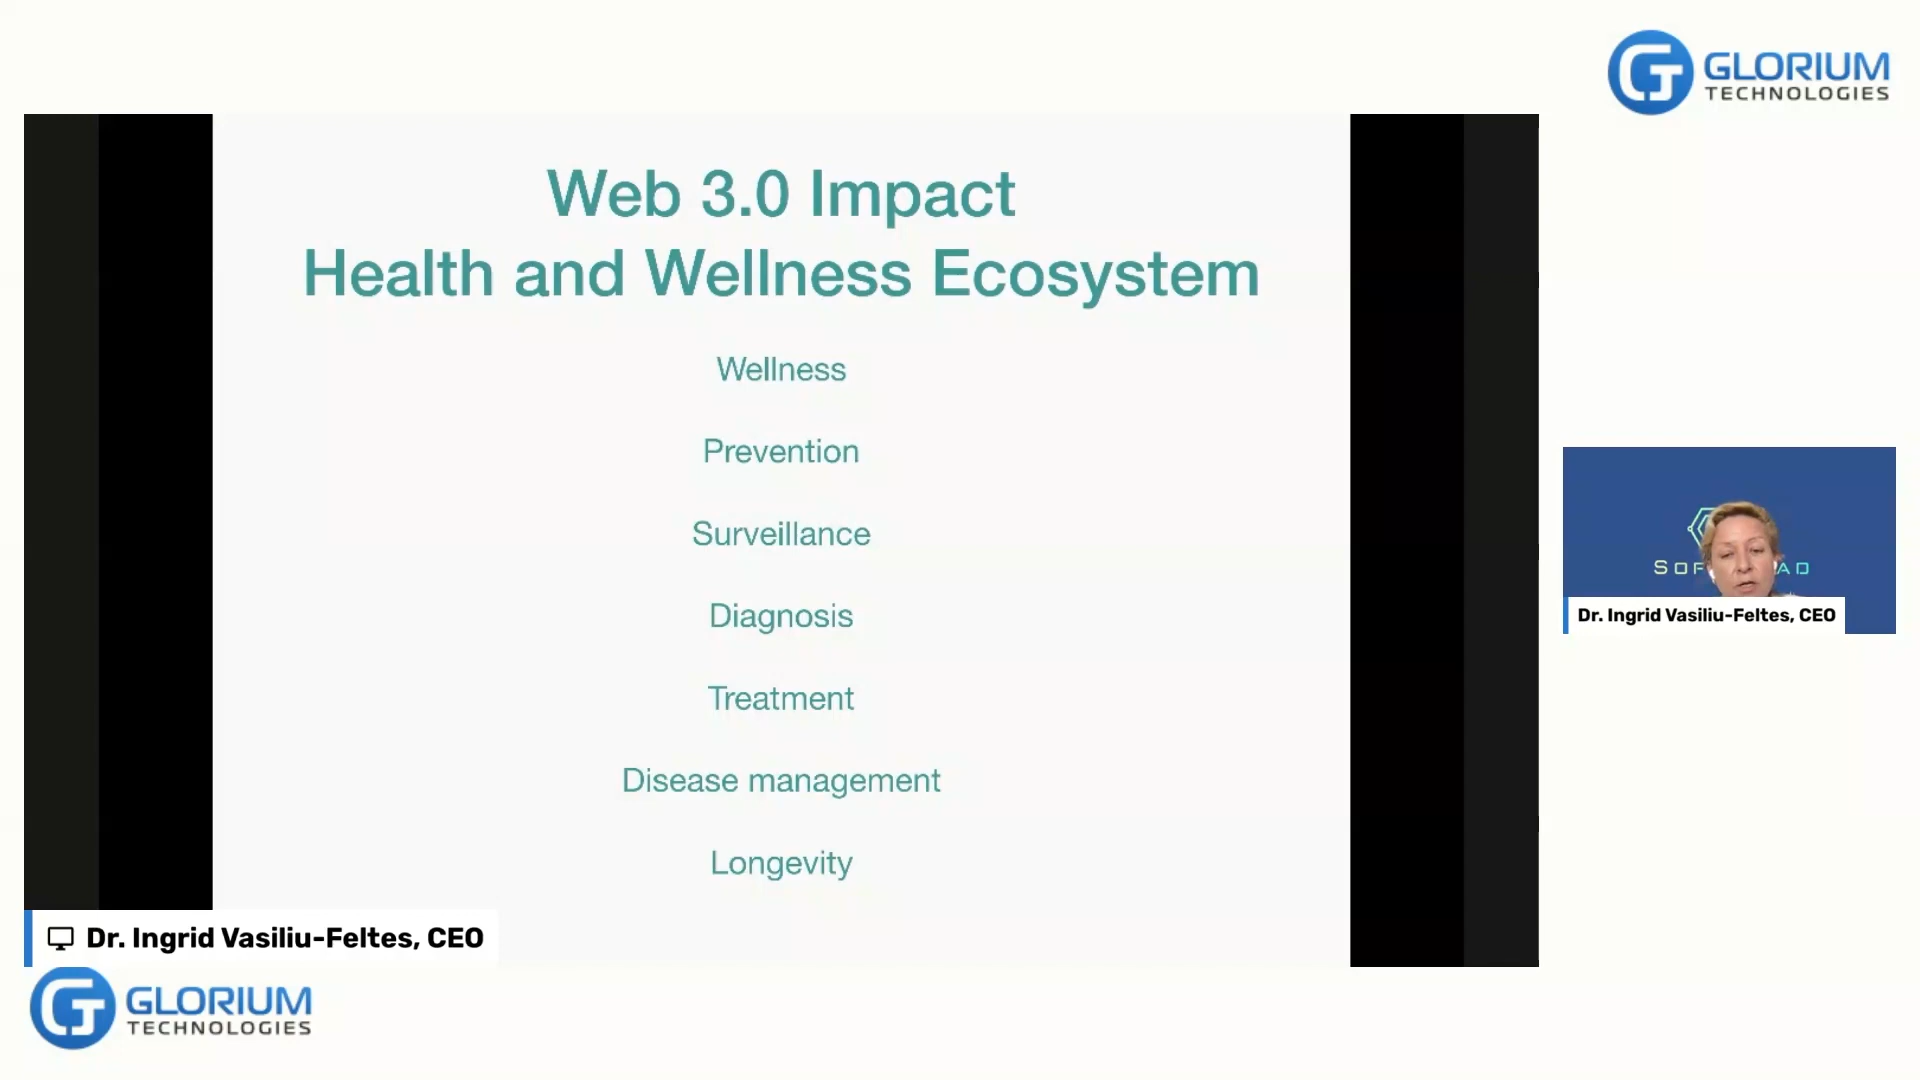 GLORIUM
TECHNOLOGIES
Web 3.0 Impact
Health and Wellness Ecosystem
Wellness
Prevention
Surveillance
Diagnosis
Treatment
Disease management
Longevity
Dr. Ingrid Vasiliu-Feltes, CEO
Dr. Ingrid Vasiliu-Feltes, CEO
GLORIUM
TECHNOLOGIES